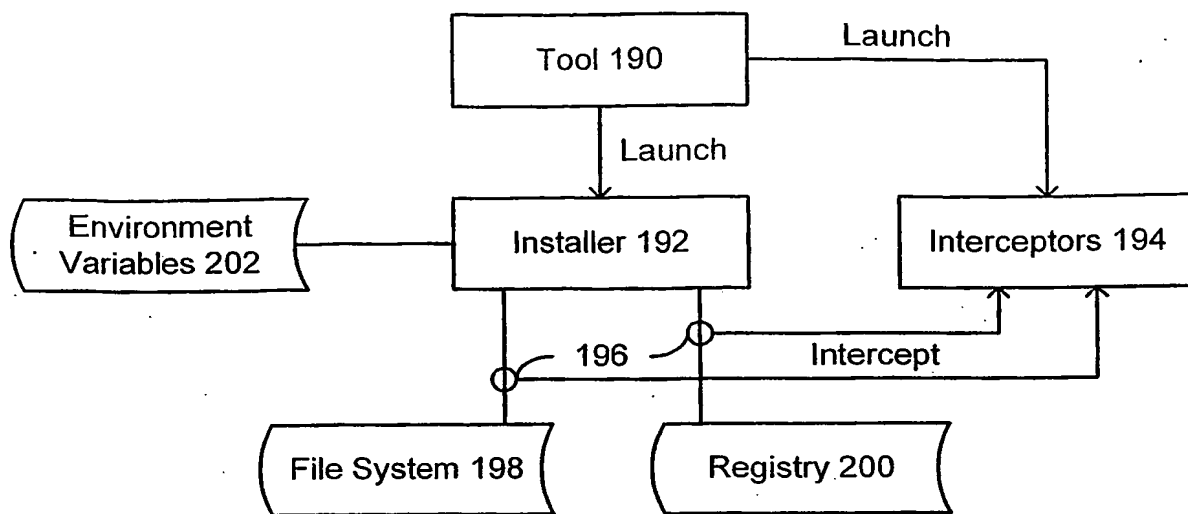 Launch
Tool 190
Launch
Environment
Variables 202
Installer 192
Interceptors 194
196
Intercept
File System 198
Registry 200